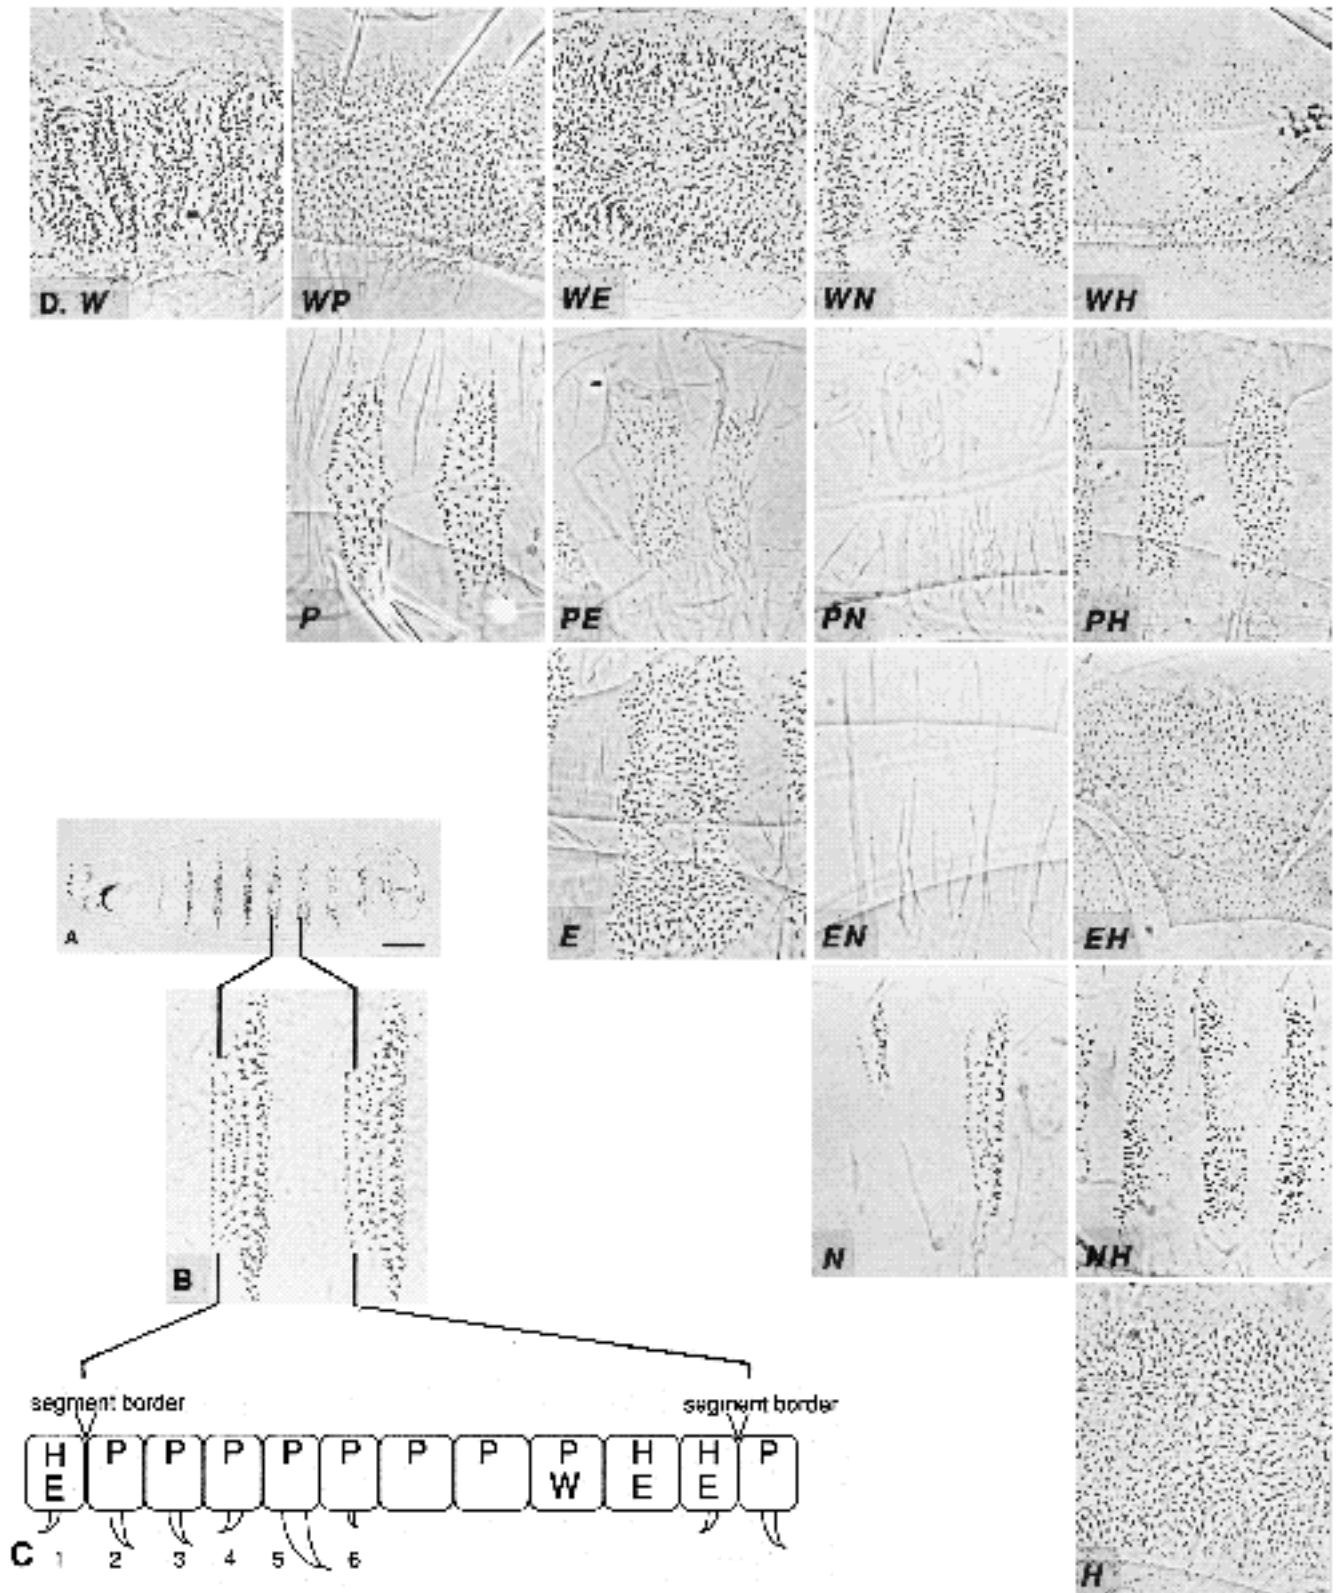 D. W WP WE WN WH
P PE PN PH
E EN EH
A
N NH
B
H
segment border segment border
H P P P P P P P P H H P
E W E E
C 1 2 3 4 5 6